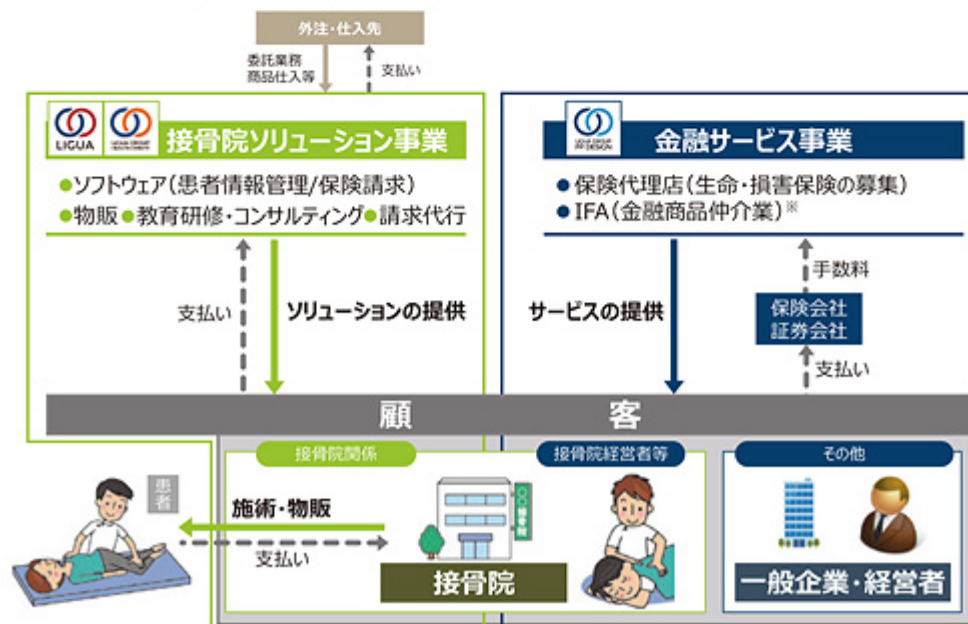 外注・仕入先
委託業務
商品仕入等
支払い
LIGUA
接骨院ソリューション事業
●ソフトウェア(患者情報管理/保険請求)
●物販●教育研修・コンサルティング●請求代行
金融サービス事業
●保険代理店(生命・損害保険の募集)
●IFA(金融商品仲介業)※
支払い
ソリューションの提供
サービスの提供
手数料
保険会社
証券会社
支払い
顧客
接骨院関係
接骨院経営者等
その他
患者
施術・物販
支払い
接骨院
一般企業・経営者